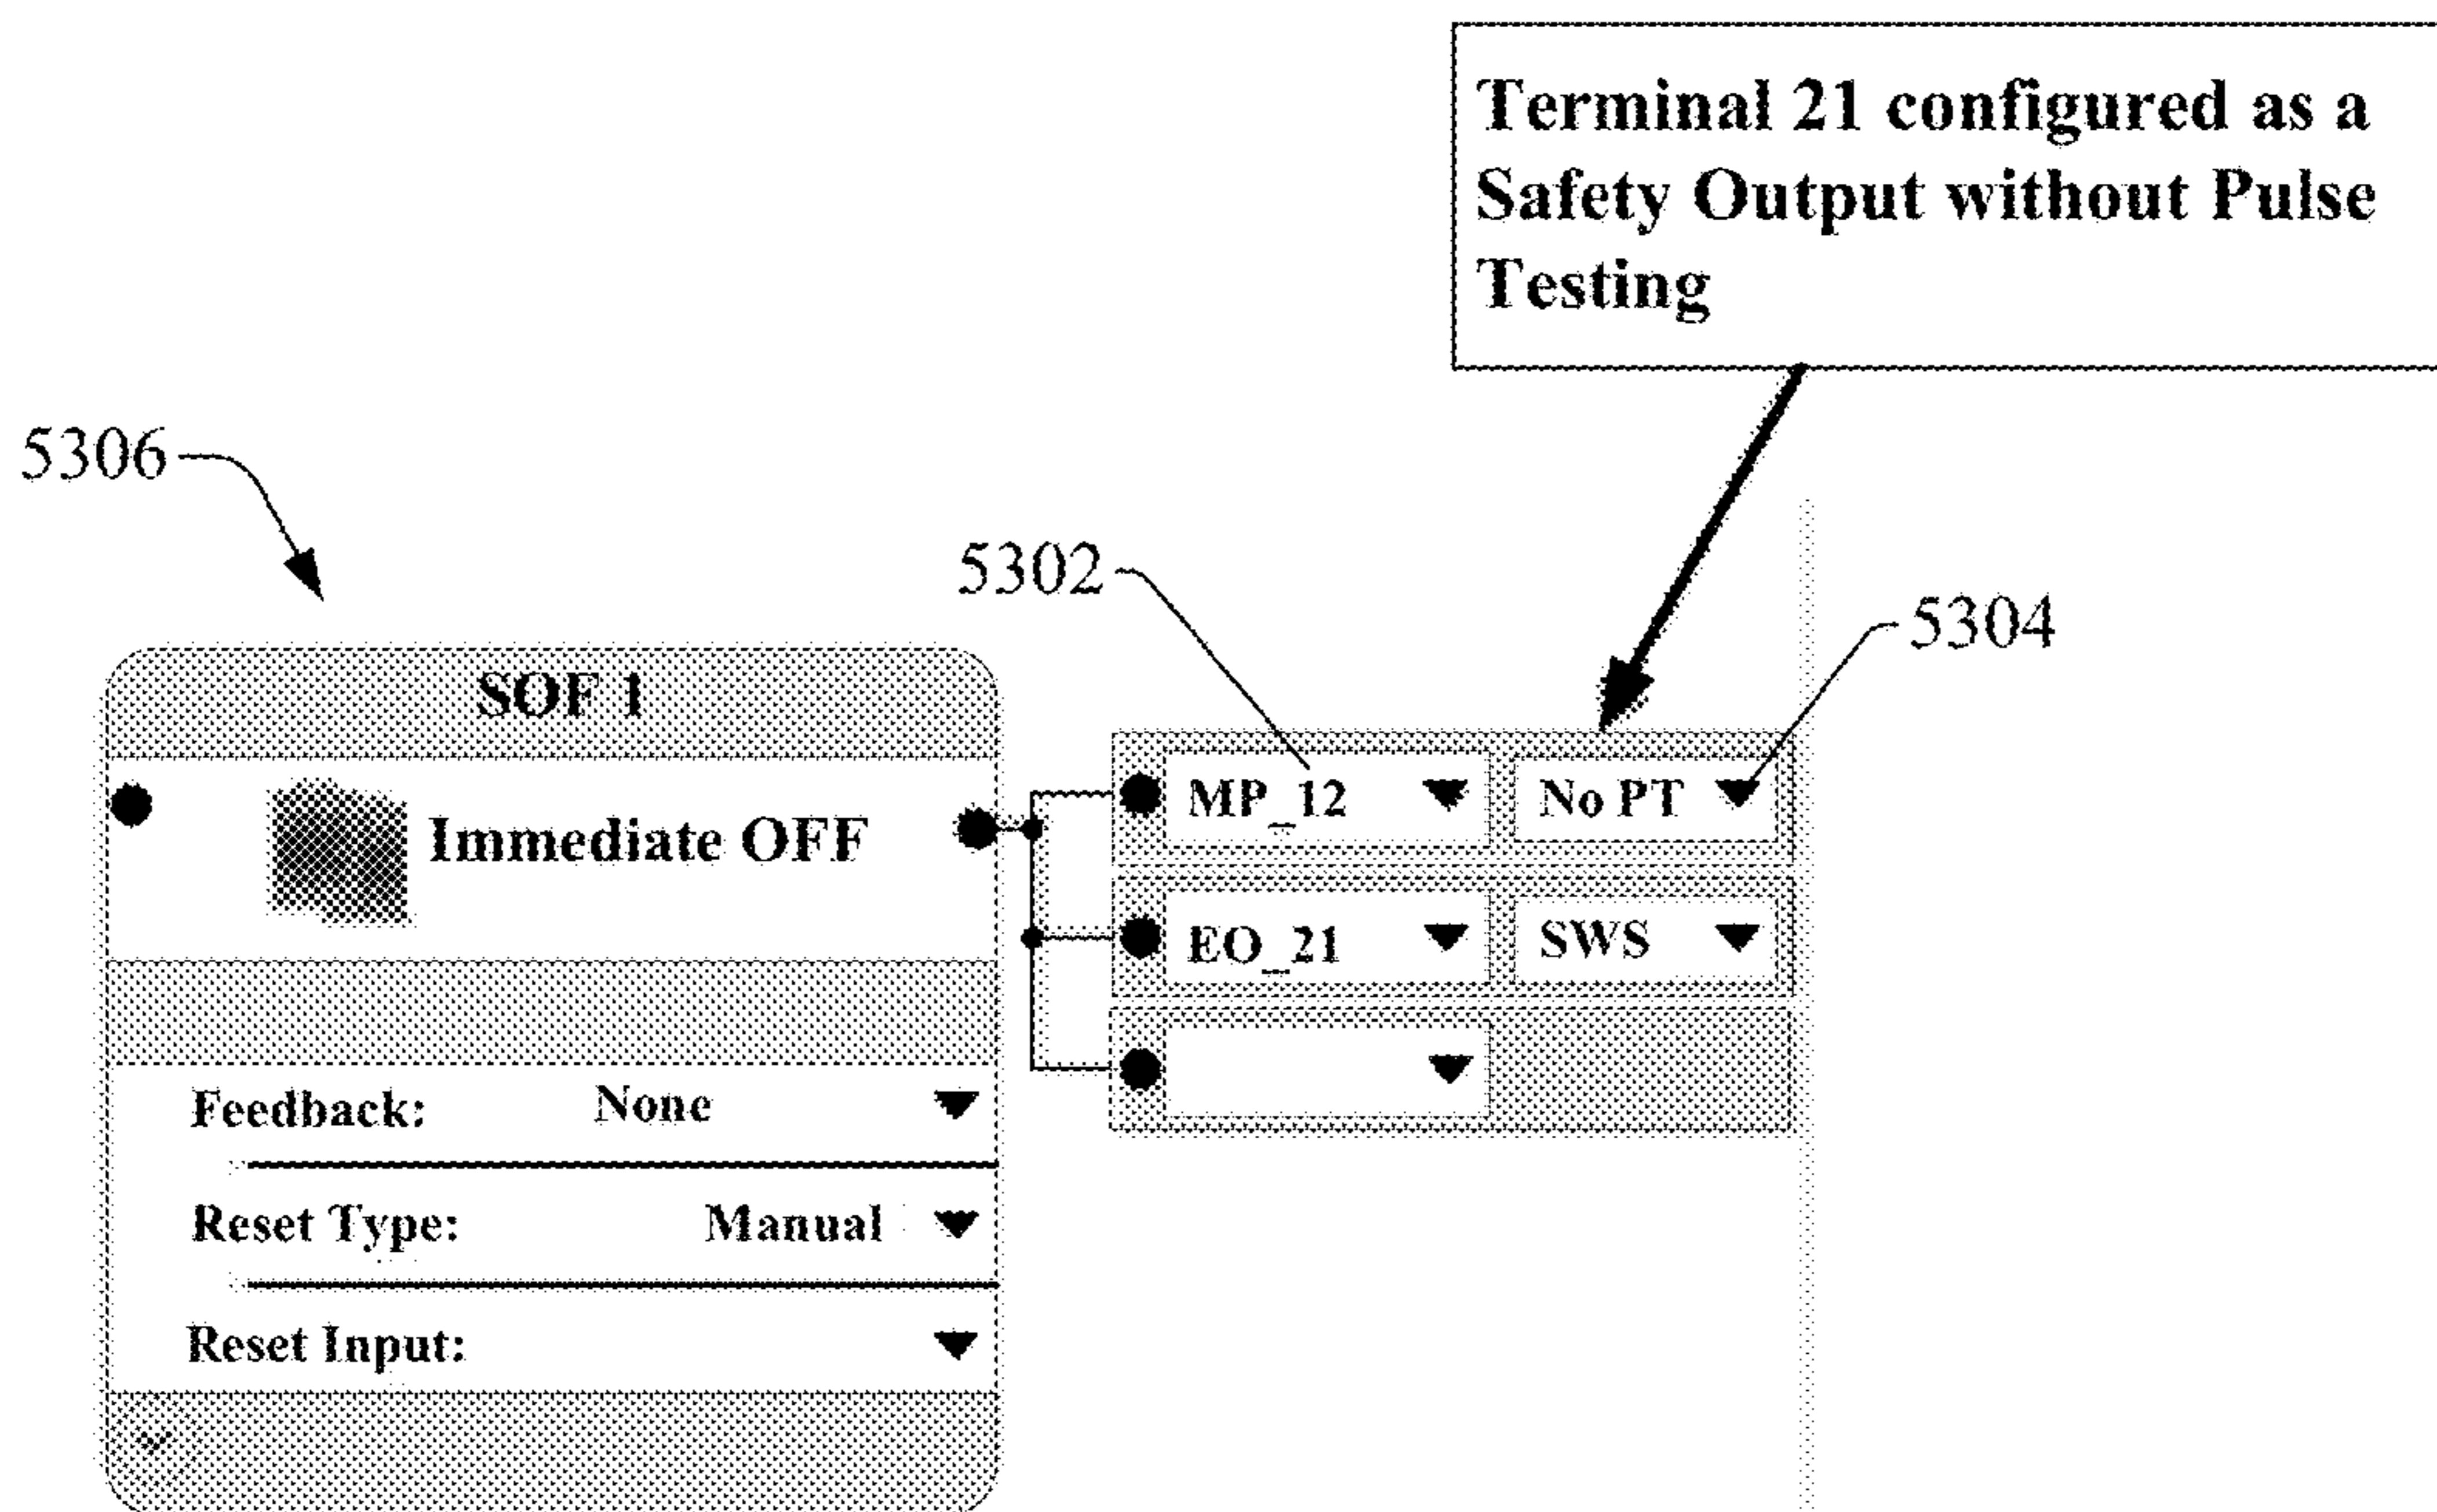 Terminal 21 configured as a
Safety Output without Pulse
Testing
5306
5302
5304
SOF 1
Immediate OFF
MP_12
No PT
EO_21
SWS
Feedback: None
Reset Type: Manual
Reset Input: